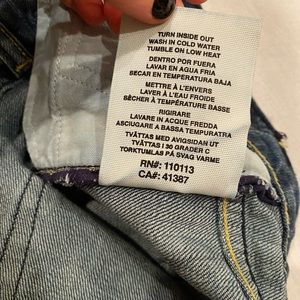 TURN INSIDE OUT
WASH IN COLD WATER
TUMBLE ON LOW HEAT
DENTRO POR FUERA
LAVAR EN AGUA FRIA
SECAR EN TEMPERATURA BAJA
METTRE À L'ENVERS
LAVER À L'EAU FROIDE
SÈCHER À TEMPÉRATURE BASSE
RIGIRARE
LAVARE IN ACQUE FREDDA
ASCIUGARE A BASSA TEMPURATRA
TVÄTTAS MED AVIGSIDAN UT
TVÄTTAS I 30 GRADER C
TORKTUMLAS PÅ SVAG VARME
RN#: 110113
CA#: 41387